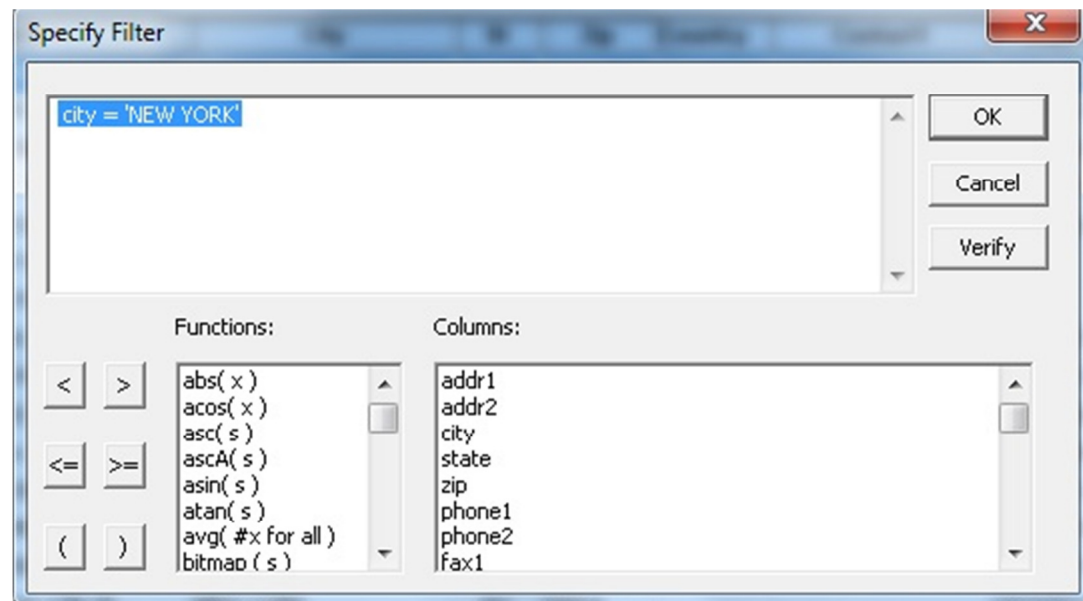 Specify Filter
city = 'NEW YORK'
OK
Cancel
Verify
Functions:
Columns:
< >
<= >=
( )
abs( x )
acos( x )
asc( s )
ascA( s )
asin( s )
atan( s )
avg( #x for all )
bitmap ( s )
addr1
addr2
city
state
zip
phone1
phone2
fax1